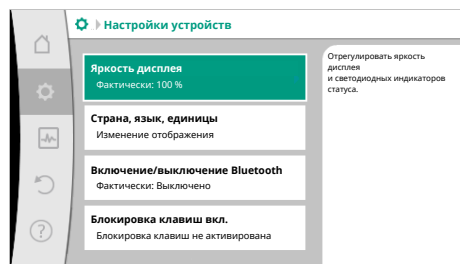 Настройки устройств
Яркость дисплея
Фактически: 100 %
Страна, язык, единицы
Изменение отображения
Включение/выключение Bluetooth
Фактически: Выключено
Блокировка клавиш вкл.
Блокировка клавиш не активирована
Отрегулировать яркость
дисплея
и светодиодных индикаторов
статуса.